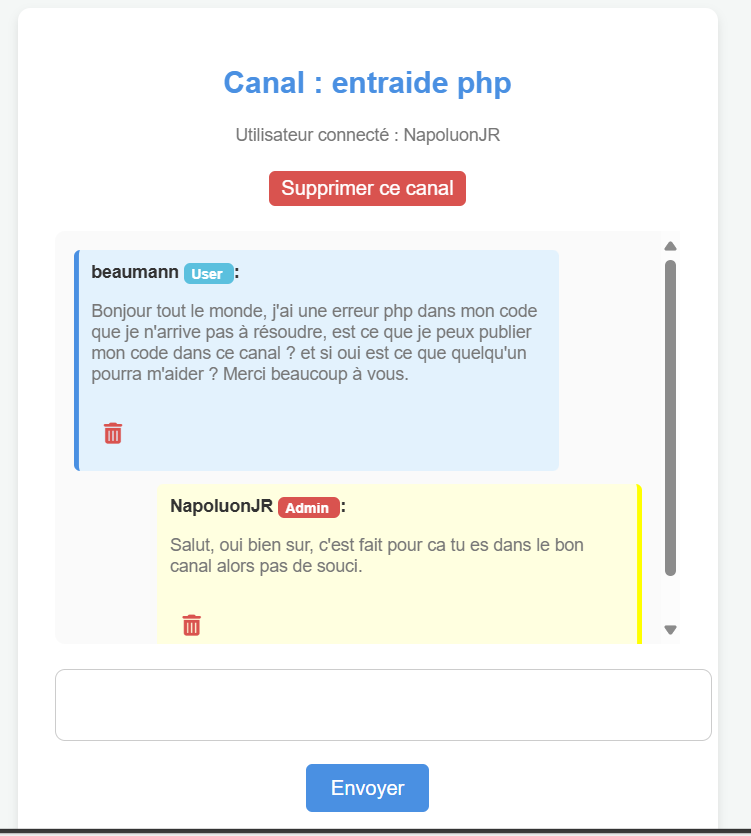 Canal : entraide php
Utilisateur connecté : NapoluonJR
Supprimer ce canal
beaumann User :
Bonjour tout le monde, j'ai une erreur php dans mon code
que je n'arrive pas à résoudre, est ce que je peux publier
mon code dans ce canal ? et si oui est ce que quelqu'un
pourra m'aider ? Merci beaucoup à vous.
NapoluonJR Admin :
Salut, oui bien sur, c'est fait pour ca tu es dans le bon
canal alors pas de souci.
Envoyer